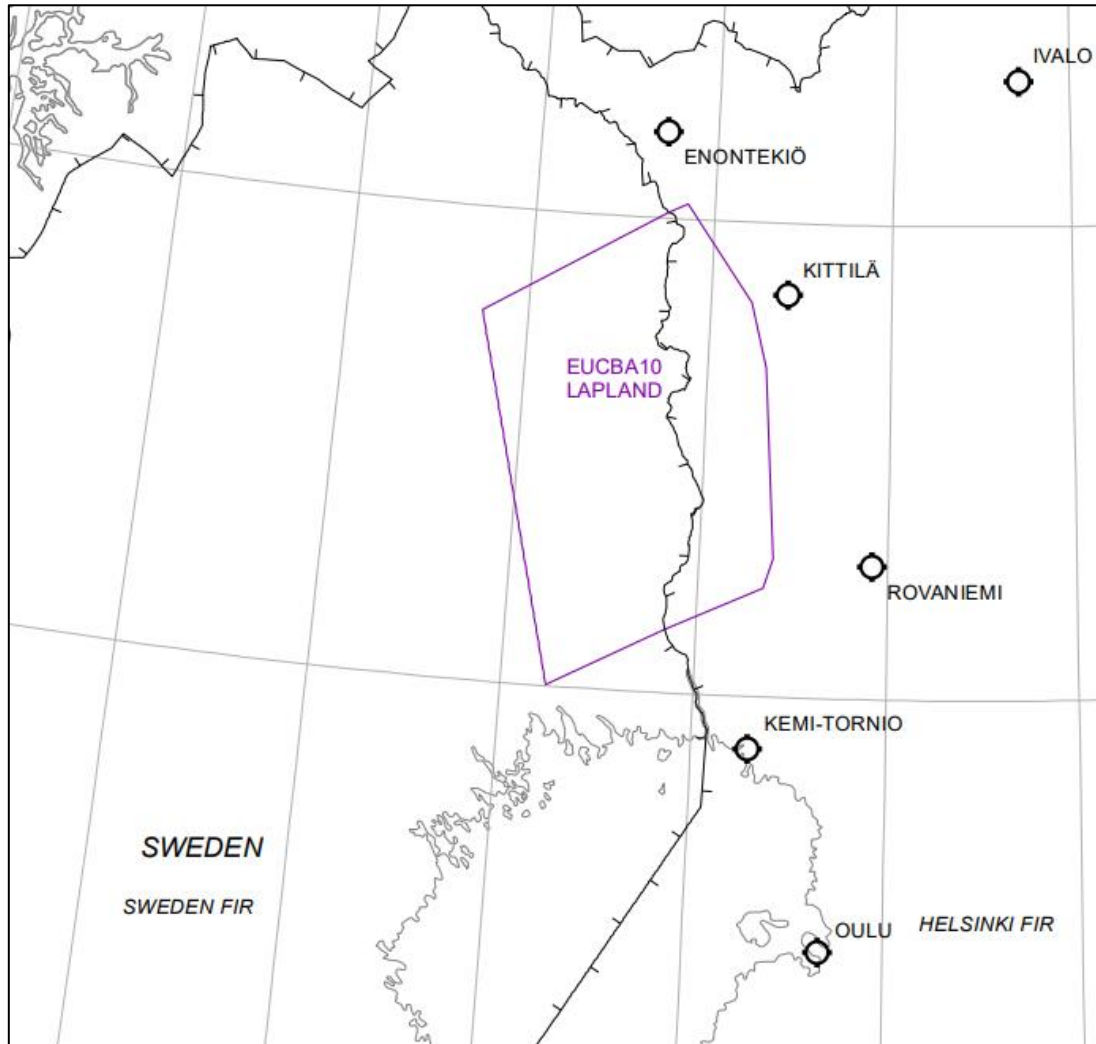 IVALO
ENONTEKIÖ
KITTILÄ
EUCBA10
LAPLAND
ROVANIEMI
KEMI-TORNIO
SWEDEN
SWEDEN FIR
OULU
HELSINKI FIR